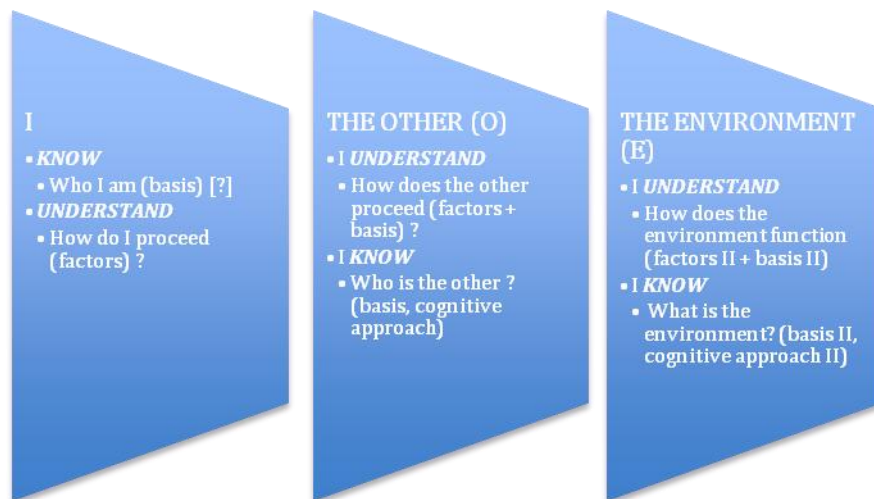 I
▪ KNOW
▪ Who I am (basis) [?]
▪ UNDERSTAND
▪ How do I proceed
(factors) ?
THE OTHER (O)
▪ I UNDERSTAND
▪ How does the other
proceed (factors +
basis) ?
▪ I KNOW
▪ Who is the other ?
(basis, cognitive
approach)
THE ENVIRONMENT
(E)
▪ I UNDERSTAND
▪ How does the
environment function
(factors II + basis II)
▪ I KNOW
▪ What is the
environment? (basis II,
cognitive approach II)